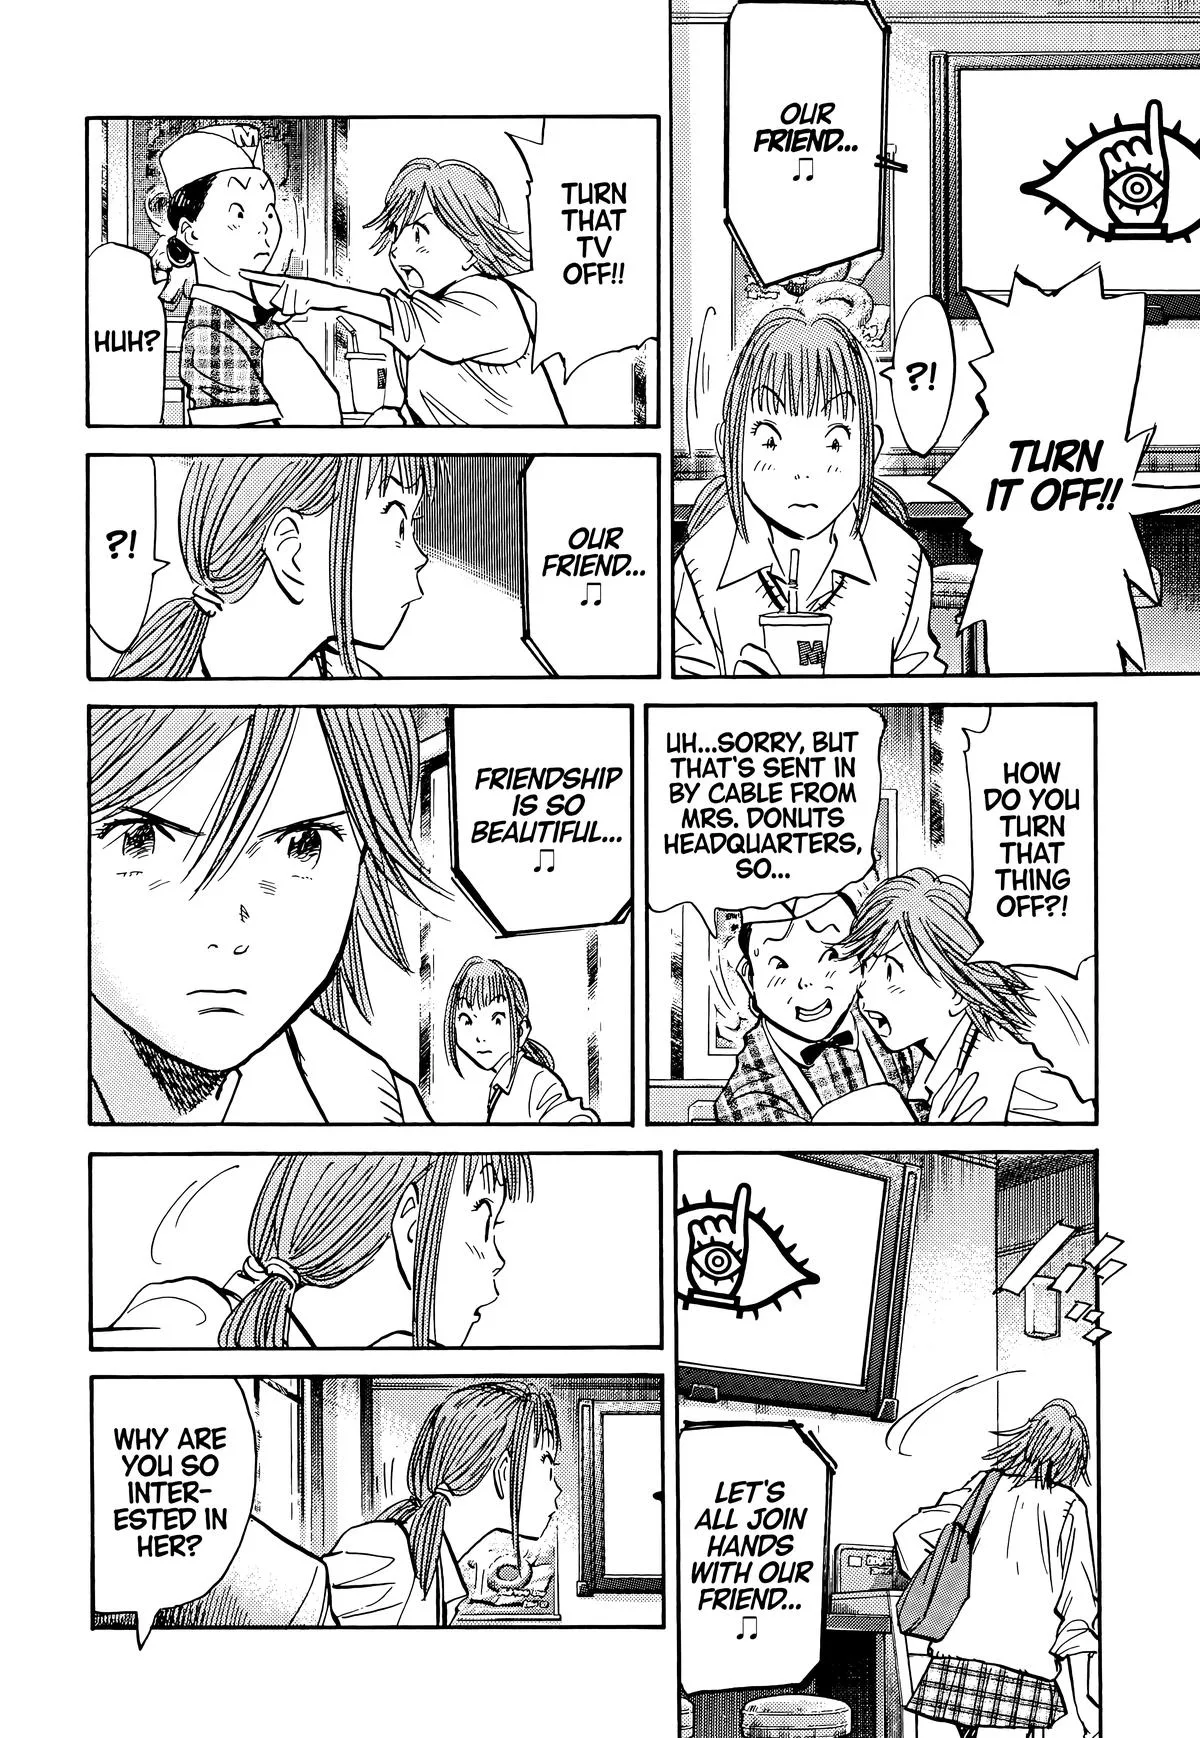 OUR
FRIEND...
♫
?!
TURN
IT OFF!!
TURN
THAT
TV
OFF!!
HUH?
M
OUR
FRIEND...
♫
?!
M
HOW
DO YOU
TURN
THAT
THING
OFF?!
UH...SORRY, BUT
THAT'S SENT IN
BY CABLE FROM
MRS. DONUTS
HEADQUARTERS,
SO...
FRIENDSHIP
IS SO
BEAUTIFUL...
♫
LET'S
ALL JOIN
HANDS
WITH OUR
FRIEND...
♫
WHY ARE
YOU SO
INTER-
ESTED IN
HER?